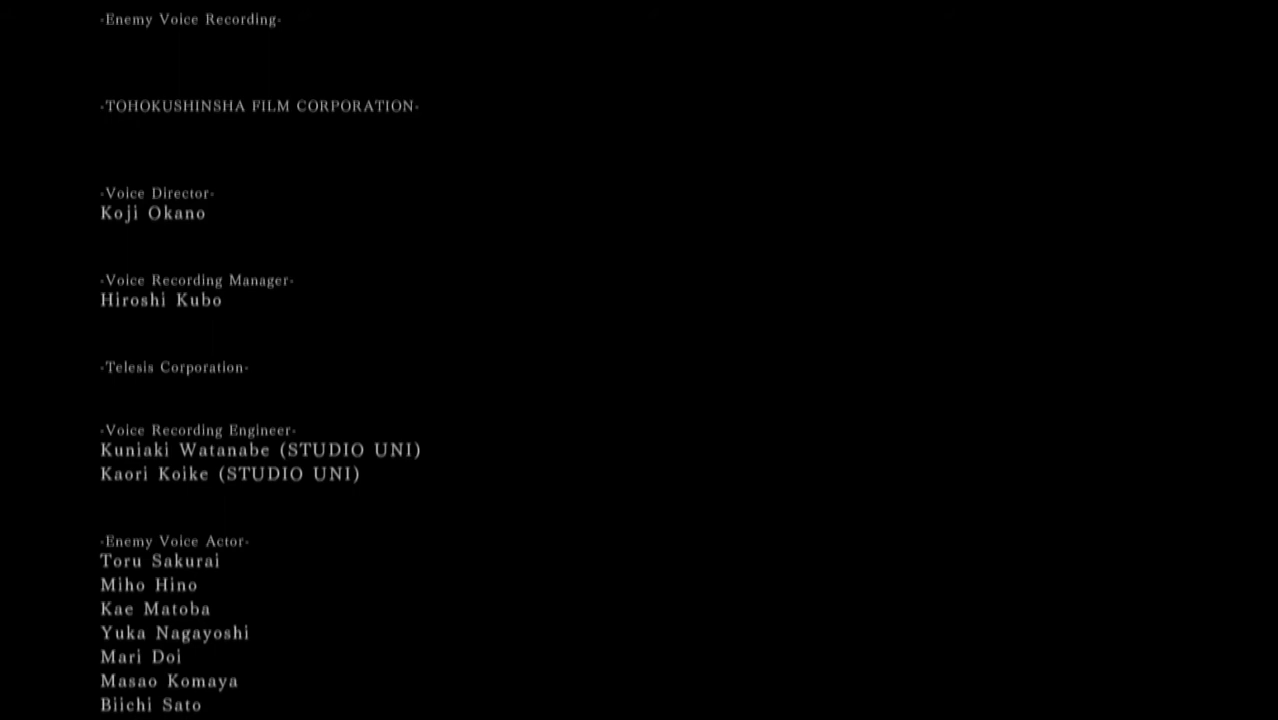 -Enemy Voice Recording-
-TOHOKUSHINSHA FILM CORPORATION-
-Voice Director-
Koji Okano
-Voice Recording Manager-
Hiroshi Kubo
-Telesis Corporation-
-Voice Recording Engineer-
Kuniaki Watanabe (STUDIO UNI)
Kaori Koike (STUDIO UNI)
-Enemy Voice Actor-
Toru Sakurai
Miho Hino
Kae Matoba
Yuka Nagayoshi
Mari Doi
Masao Komaya
Biichi Sato